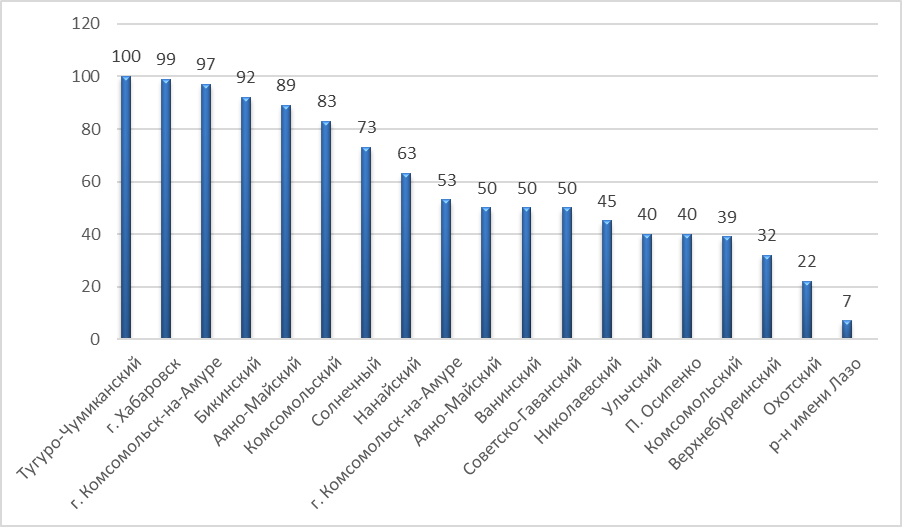 120
100
80
60
40
20
0
100
99
97
92
89
83
73
63
53
50
50
50
45
40
40
39
32
22
7
Тугуро-Чумиканский
г. Хабаровск
г. Комсомольск-на-Амуре
Бикинский
Аяно-Майский
Комсомольский
Солнечный
Нанайский
г. Комсомольск-на-Амуре
Аяно-Майский
Ванинский
Советско-Гаванский
Николаевский
Ульчский
П. Осипенко
Комсомольский
Верхнебуреинский
Охотский
р-н имени Лазо